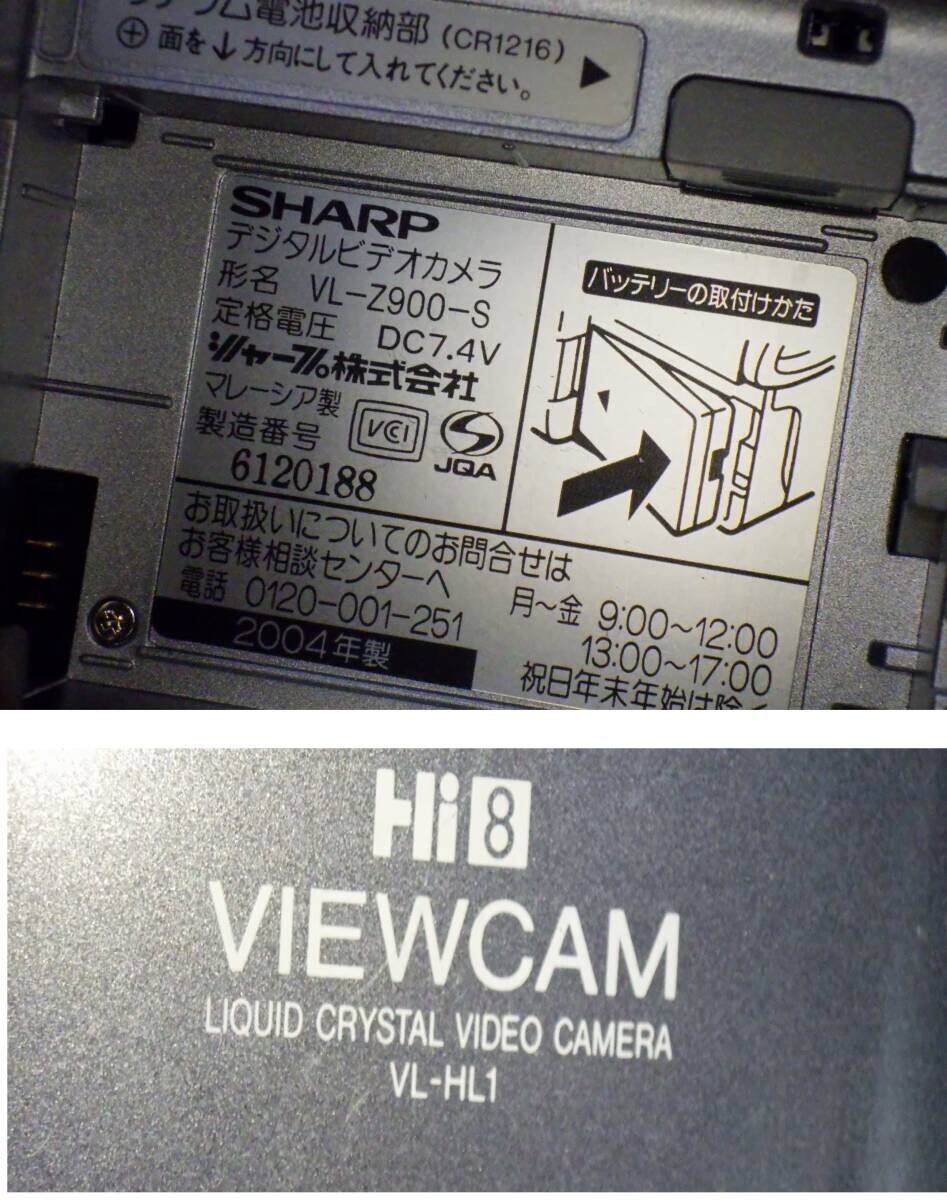 電池収納部 (CR1216)
⊕ 面を↓方向にして入れてください。
SHARP
デジタルビデオカメラ
形名 VL-Z900-S
定格電圧 DC7.4V
シャープ株式会社
マレーシア製
製造番号
VCI
JQA
6120188
バッテリーの取付けかた
お取扱いについてのお問合せは
お客様相談センターへ
電話 0120-001-251
月〜金 9:00〜12:00
13:00〜17:00
祝日年末年始は除く
2004年製
Hi8
VIEWCAM
LIQUID CRYSTAL VIDEO CAMERA
VL-HL1